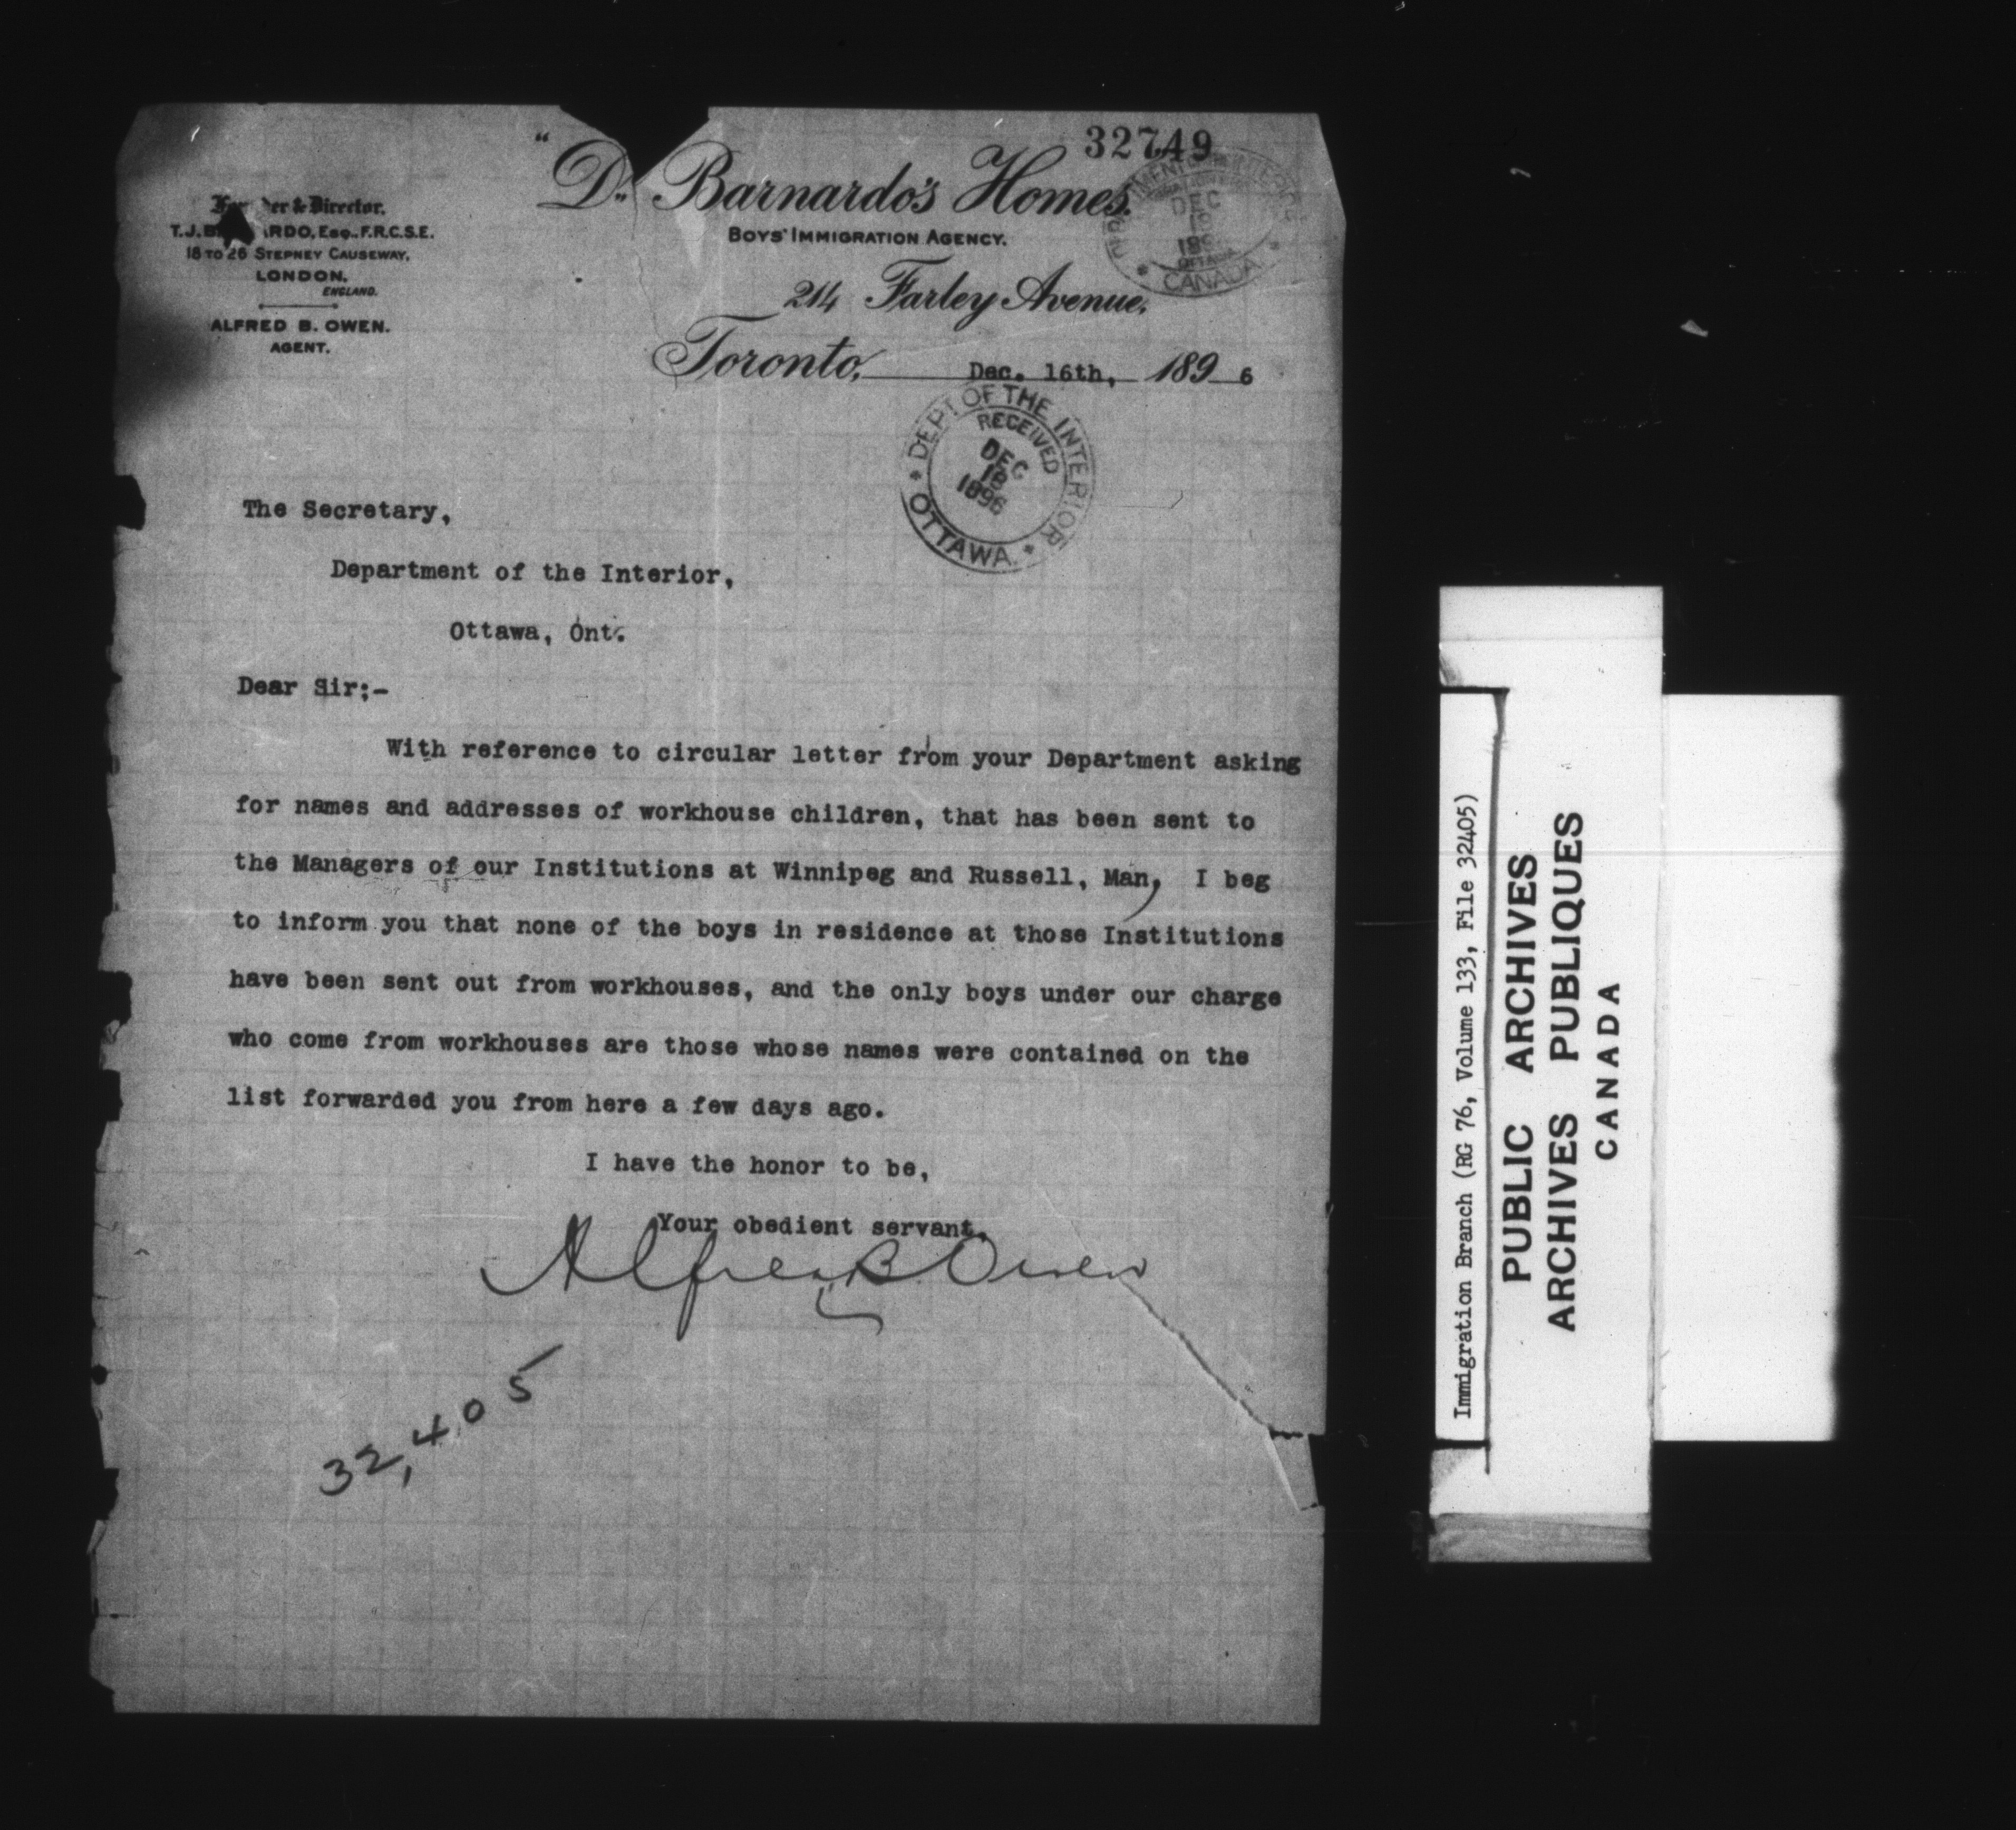 32749
"Dr. Barnardo's Homes.
Boys' Immigration Agency.
214 Farley Avenue.
Toronto, Dec. 16th, 1896
Director.
T.J. B ARDO, Esq., F.R.C.S.E.
18 to 26 Stepney Causeway,
LONDON,
ENGLAND.
ALFRED B. OWEN.
AGENT.
DEC
CANADA
DEPT OF THE INTERIOR
RECEIVED
DEC
18
1896
OTTAWA
The Secretary,
Department of the Interior,
Ottawa, Ont.
Dear Sir;-
With reference to circular letter from your Department asking
for names and addresses of workhouse children, that has been sent to
the Managers of our Institutions at Winnipeg and Russell, Man, I beg
to inform you that none of the boys in residence at those Institutions
have been sent out from workhouses, and the only boys under our charge
who come from workhouses are those whose names were contained on the
list forwarded you from here a few days ago.
I have the honor to be,
Your obedient servant,
Alfred B. Owen
32,405
Immigration Branch (RG 76, Volume 133, File 32405)
PUBLIC ARCHIVES
ARCHIVES PUBLIQUES
CANADA